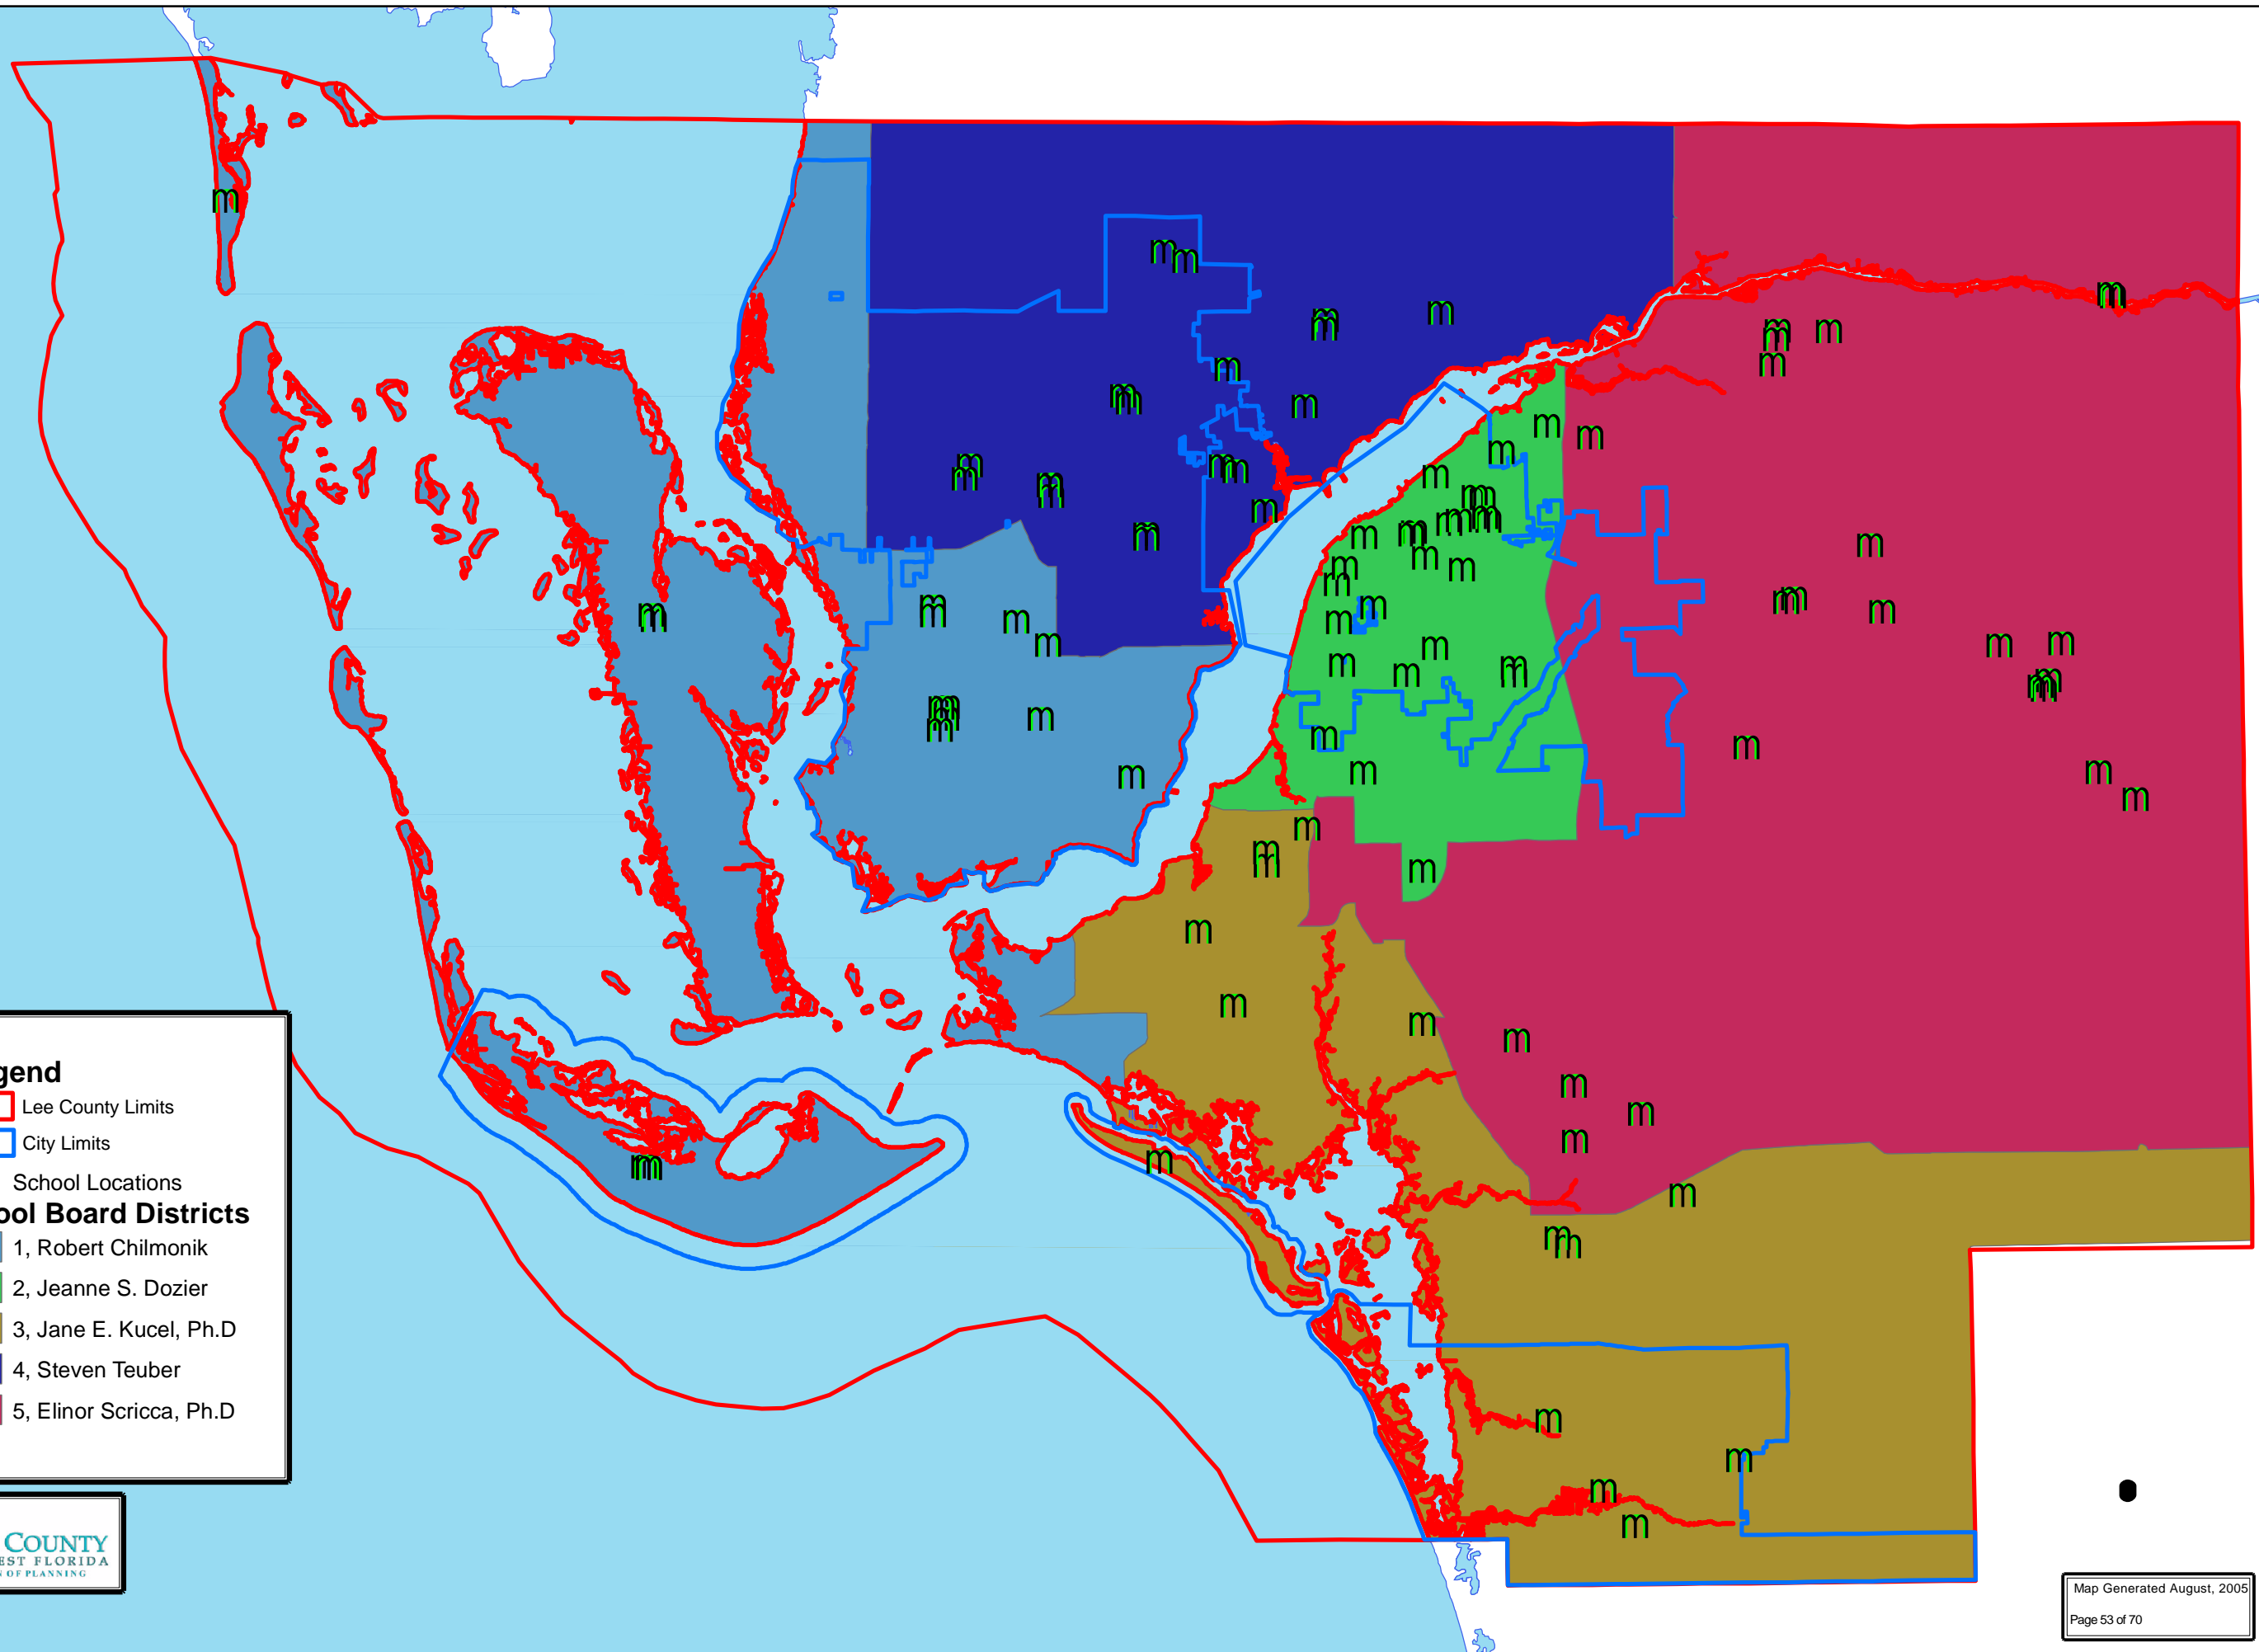 gend
Lee County Limits
City Limits
School Locations
ool Board Districts
1, Robert Chilmonik
2, Jeanne S. Dozier
3, Jane E. Kucel, Ph.D
4, Steven Teuber
5, Elinor Scricca, Ph.D
COUNTY
EST FLORIDA
OF PLANNING
Map Generated August, 2005
Page 53 of 70